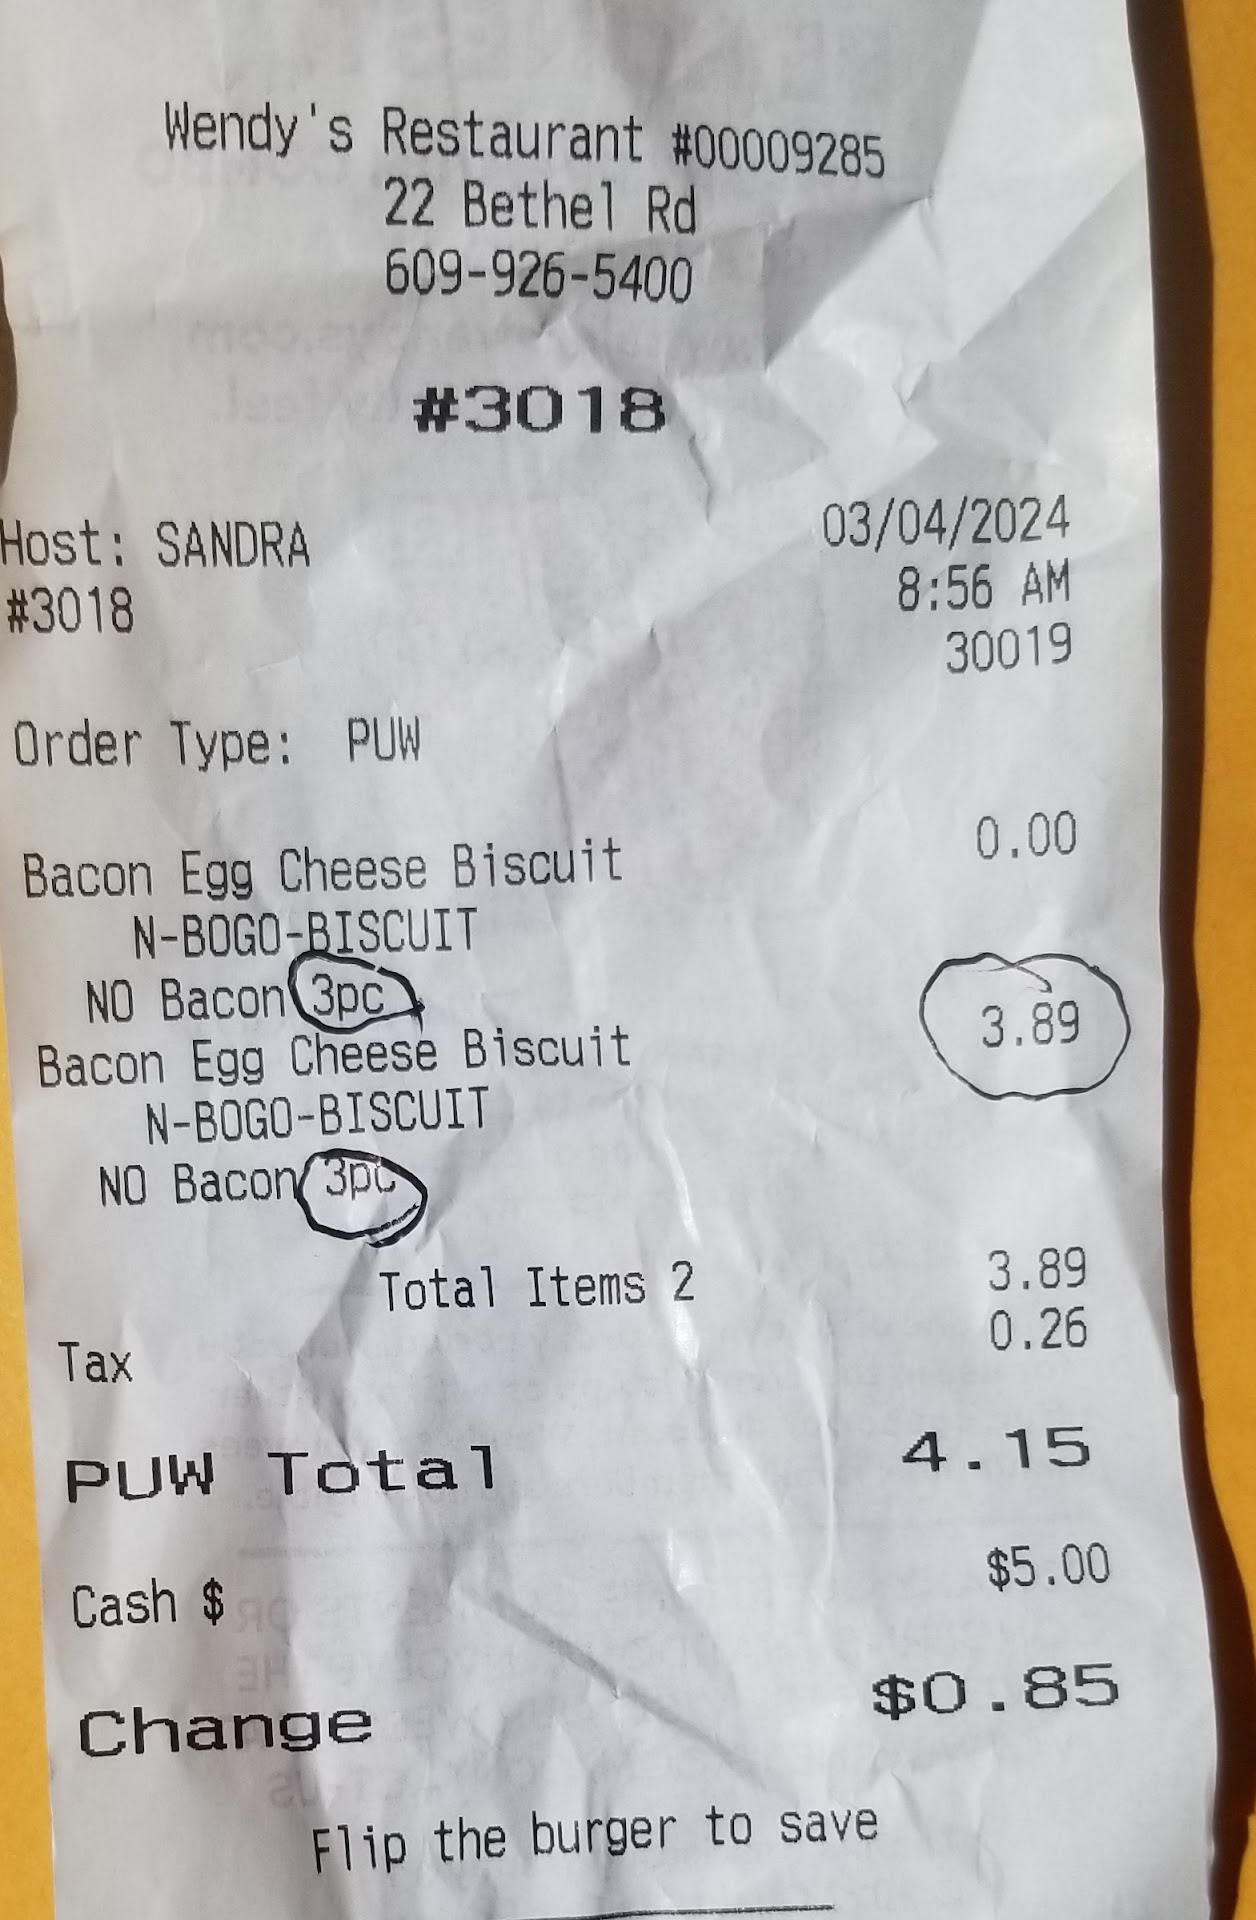 Wendy's Restaurant #00009285
22 Bethel Rd
609-926-5400
#3018
Host: SANDRA 03/04/2024
#3018 8:56 AM
30019
Order Type: PUW
Bacon Egg Cheese Biscuit 0.00
N-BOGO-BISCUIT
NO Bacon 3pc
Bacon Egg Cheese Biscuit 3.89
N-BOGO-BISCUIT
NO Bacon 3pc
Total Items 2 3.89
Tax 0.26
PUW Total 4.15
Cash $ $5.00
Change $0.85
Flip the burger to save